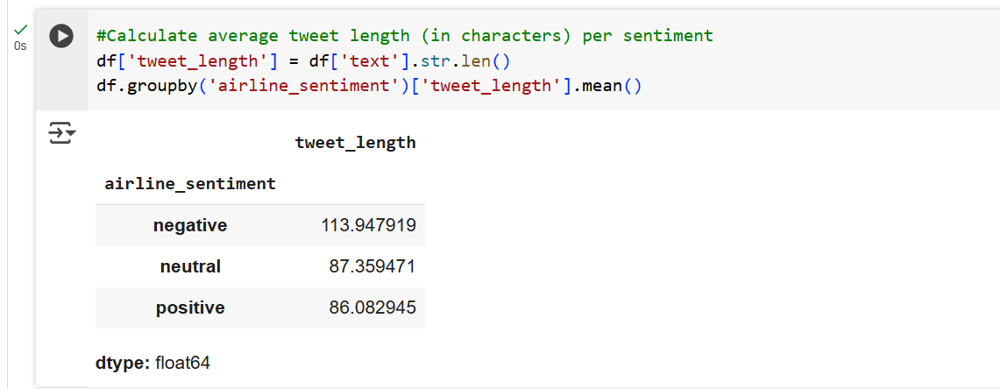 0s
#Calculate average tweet length (in characters) per sentiment
df['tweet_length'] = df['text'].str.len()
df.groupby('airline_sentiment')['tweet_length'].mean()
tweet_length
airline_sentiment
negative 113.947919
neutral 87.359471
positive 86.082945
dtype: float64